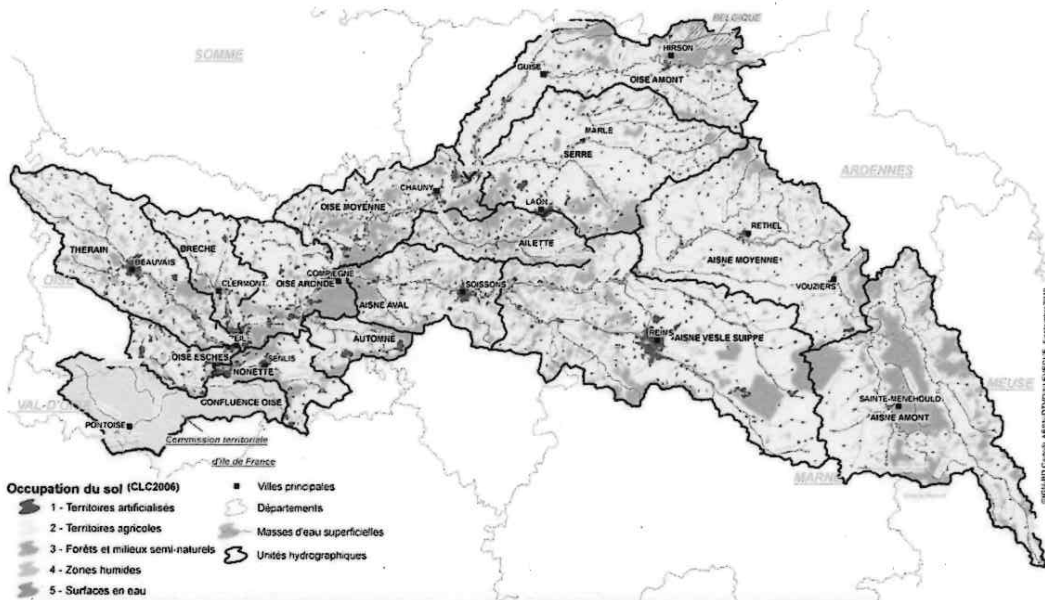 BELGIQUE
SOMME
HIRSON
GUISE
OISE AMONT
MARLE
SERRE
ARDENNES
CHAUNY
OISE MOYENNE
LAON
RETHEL
THERAIN
BRECHE
AILETTE
AISNE MOYENNE
BEAUVAIS
COMPIEGNE
OISE
CLERMONT
OISE ARONDE
SOISSONS
VOUZIERS
AISNE AVAL
REIMS
AISNE VESLE SUIPPE
AUTOMNE
OISE ESCHES
SENLIS
NONETTE
MEUSE
VAL-D'OISE
CONFLUENCE OISE
SAINTE-MENEHOULD
AISNE AMONT
PONTOISE
Commission territoriale
d'Ile de France
MARNE
Occupation du sol (CLC2006)
1 - Territoires artificialisés
2 - Territoires agricoles
3 - Forêts et milieux semi-naturels
4 - Zones humides
5 - Surfaces en eau
Villes principales
Départements
Masses d'eau superficielles
Unités hydrographiques